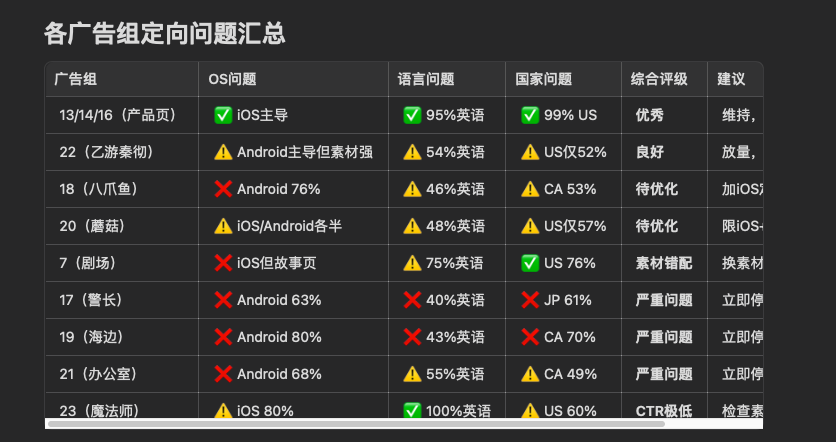 各广告组定向问题汇总
广告组 OS问题 语言问题 国家问题 综合评级 建议
13/14/16（产品页） ✅ iOS主导 ✅ 95%英语 ✅ 99% US 优秀 维持，
22（乙游秦彻） ⚠️ Android主导但素材强 ⚠️ 54%英语 ⚠️ US仅52% 良好 放量，
18（八爪鱼） ❌ Android 76% ⚠️ 46%英语 ⚠️ CA 53% 待优化 加iOS
20（蘑菇） ⚠️ iOS/Android各半 ⚠️ 48%英语 ⚠️ US仅57% 待优化 限iOS+
7（剧场） ❌ iOS但故事页 ⚠️ 75%英语 ✅ US 76% 素材错配 换素材
17（警长） ❌ Android 63% ❌ 40%英语 ❌ JP 61% 严重问题 立即停
19（海边） ❌ Android 80% ❌ 43%英语 ❌ CA 70% 严重问题 立即停
21（办公室） ❌ Android 68% ⚠️ 55%英语 ⚠️ CA 49% 严重问题 立即停
23（魔法师） ⚠️ iOS 80% ✅ 100%英语 ⚠️ US 60% CTR极低 检查素